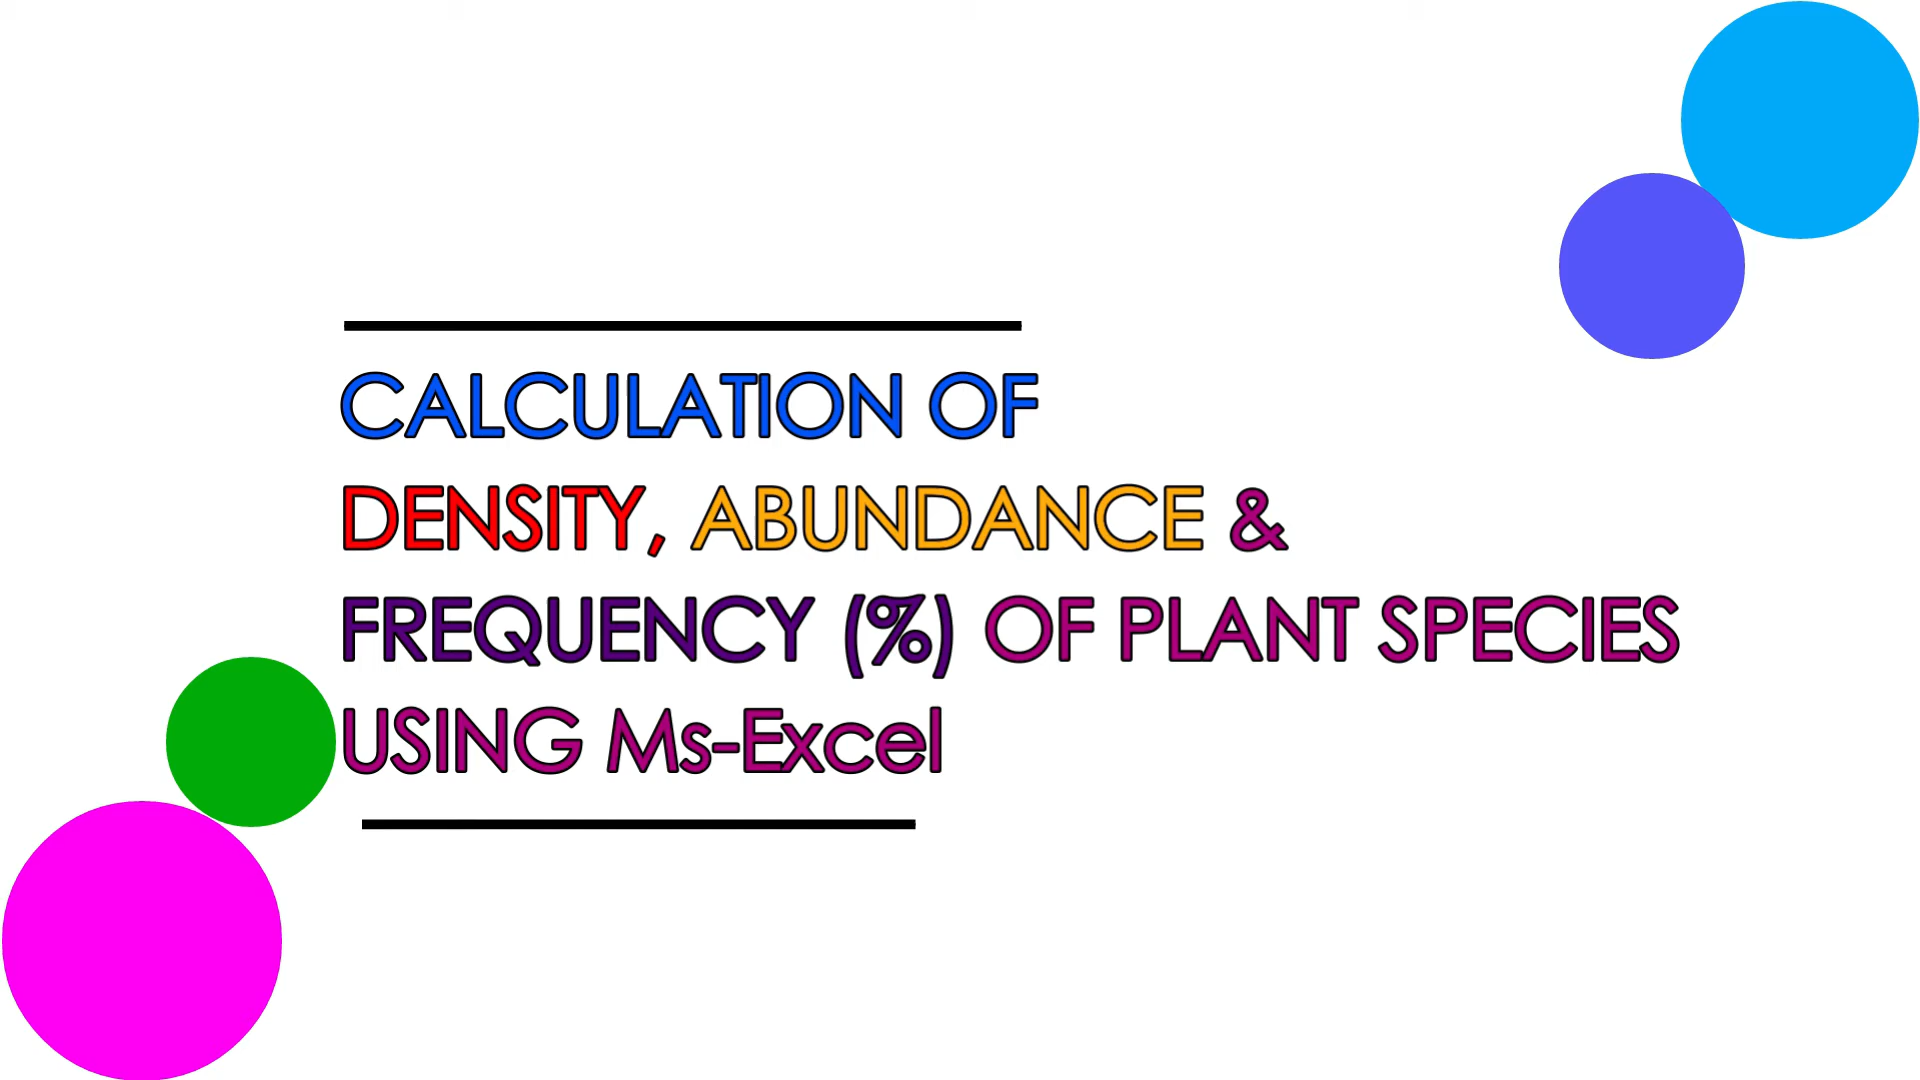 CALCULATION OF
DENSITY, ABUNDANCE &
FREQUENCY (%) OF PLANT SPECIES
USING Ms-Excel